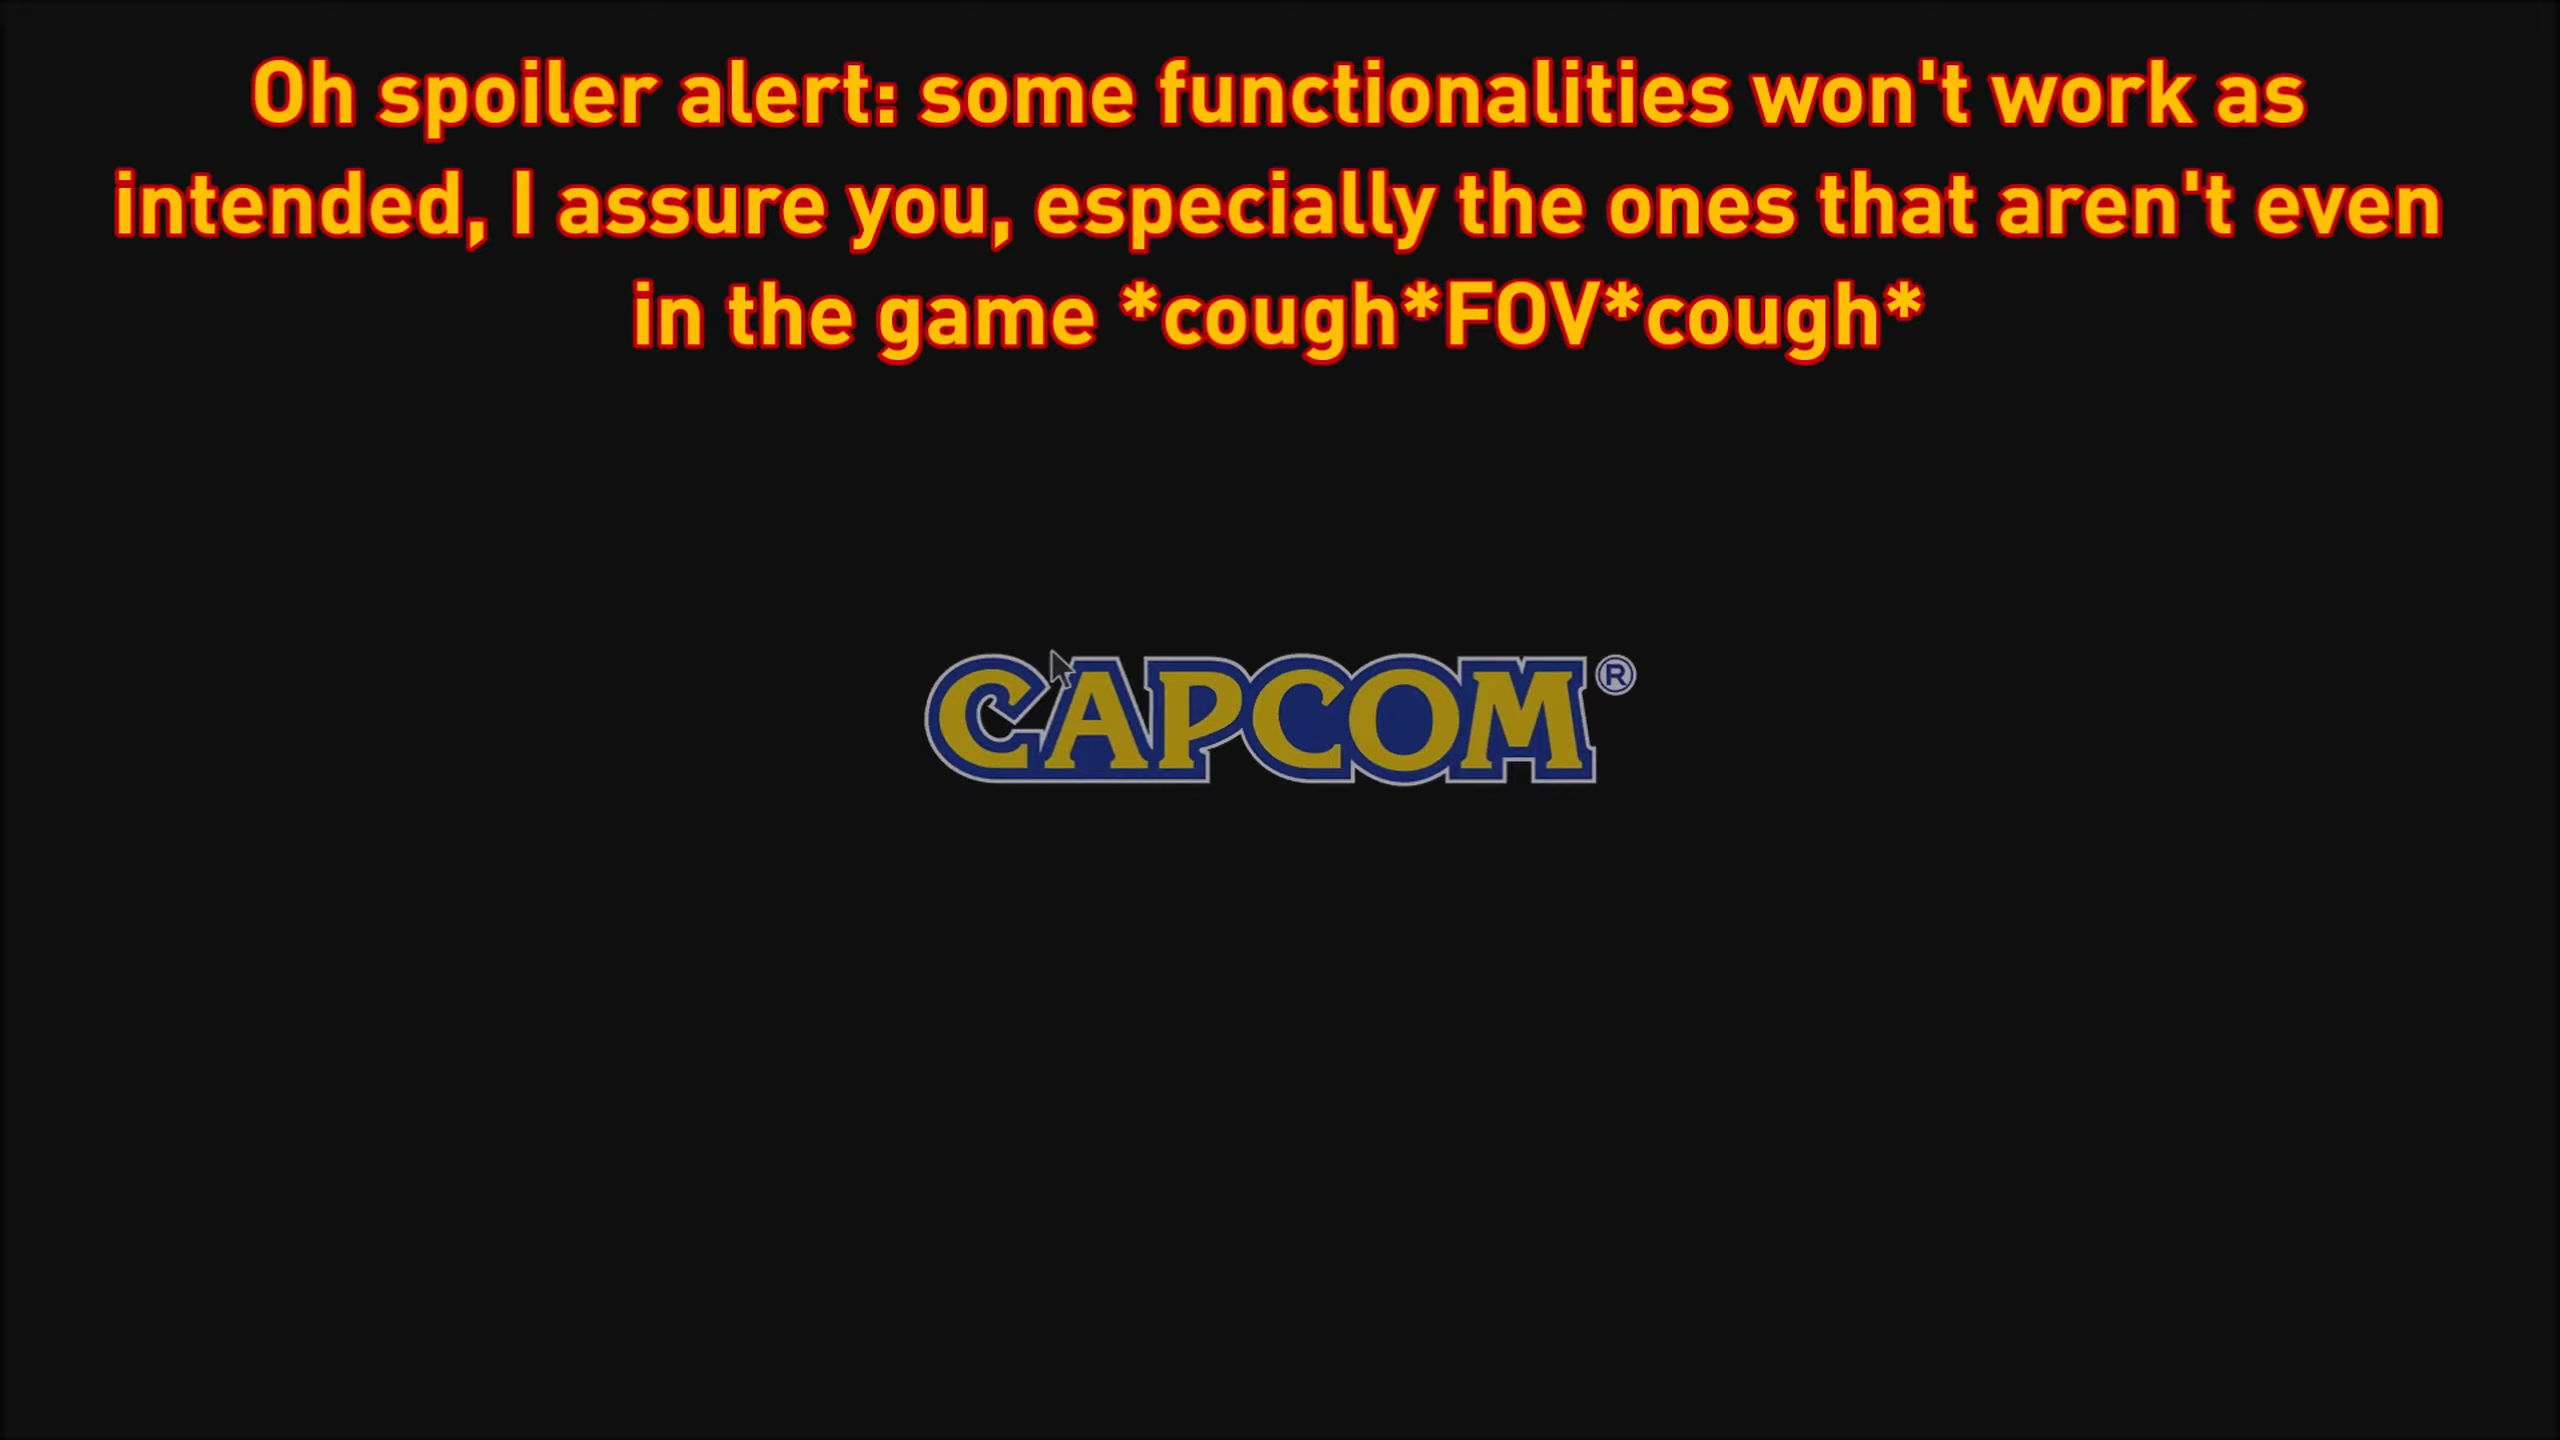 Oh spoiler alert: some functionalities won't work as
intended, I assure you, especially the ones that aren't even
in the game *cough*FOV*cough*
CAPCOM®